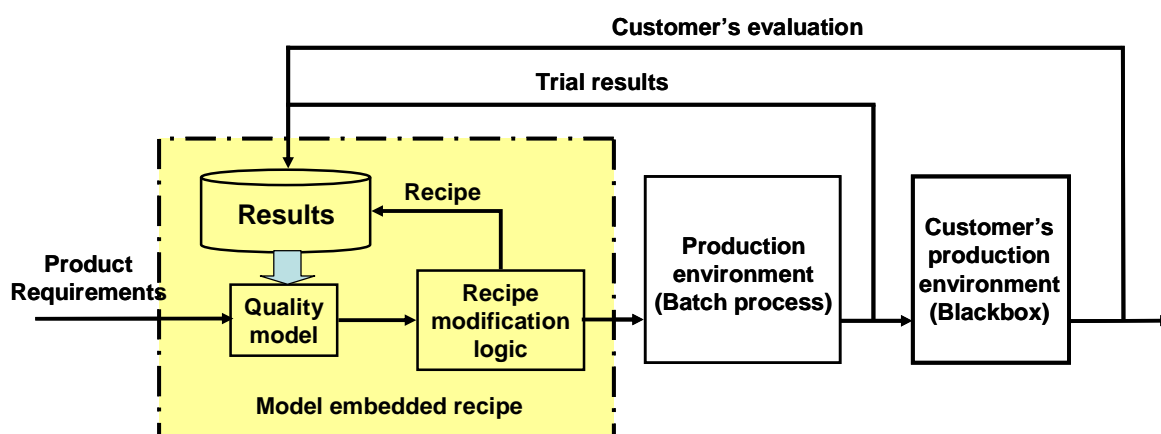 Customer's evaluation
Trial results
Recipe
Results
Product
Requirements
Quality
model
Recipe
modification
logic
Production
environment
(Batch process)
Customer's
production
environment
(Blackbox)
Model embedded recipe